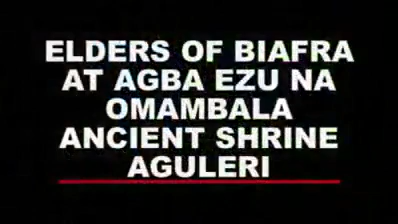 ELDERS OF BIAFRA
AT AGBA EZU NA
OMAMBALA
ANCIENT SHRINE
AGULERI